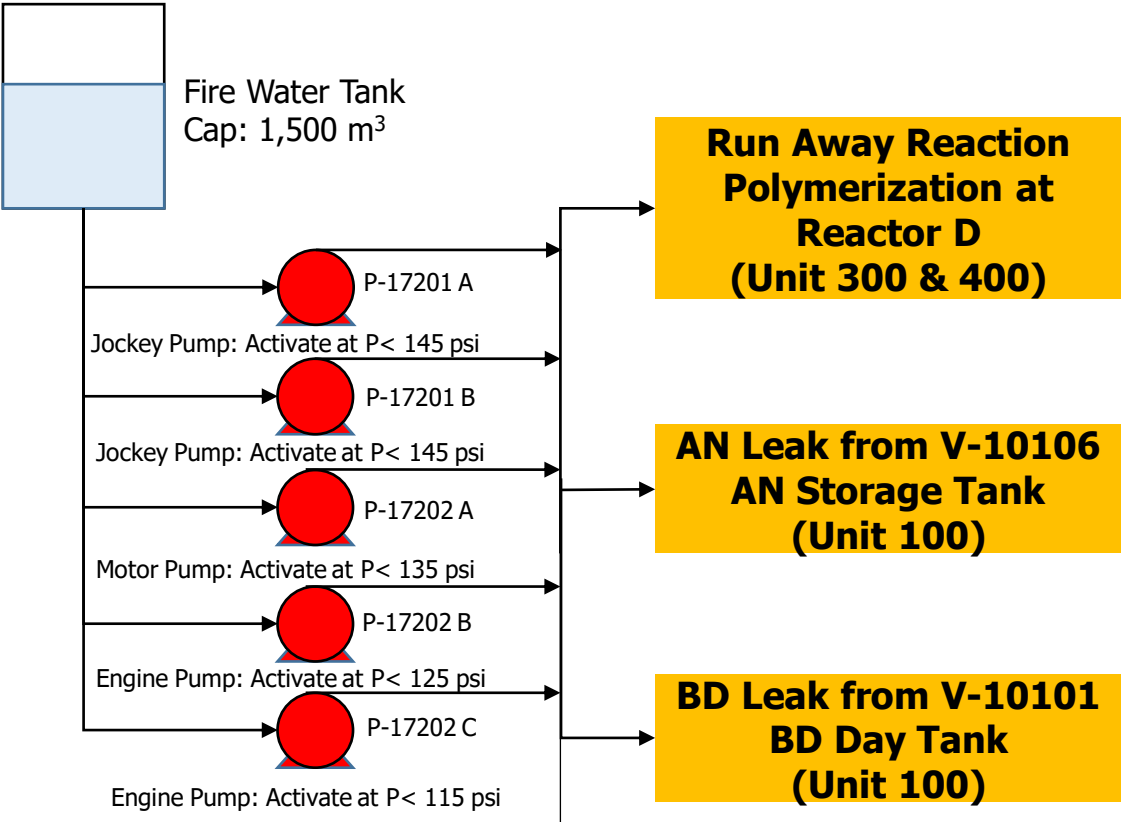 Fire Water Tank
Cap: 1,500 m³
P-17201 A
Jockey Pump: Activate at P< 145 psi
P-17201 B
Jockey Pump: Activate at P< 145 psi
P-17202 A
Motor Pump: Activate at P< 135 psi
P-17202 B
Engine Pump: Activate at P< 125 psi
P-17202 C
Engine Pump: Activate at P< 115 psi
Run Away Reaction
Polymerization at
Reactor D
(Unit 300 & 400)
AN Leak from V-10106
AN Storage Tank
(Unit 100)
BD Leak from V-10101
BD Day Tank
(Unit 100)